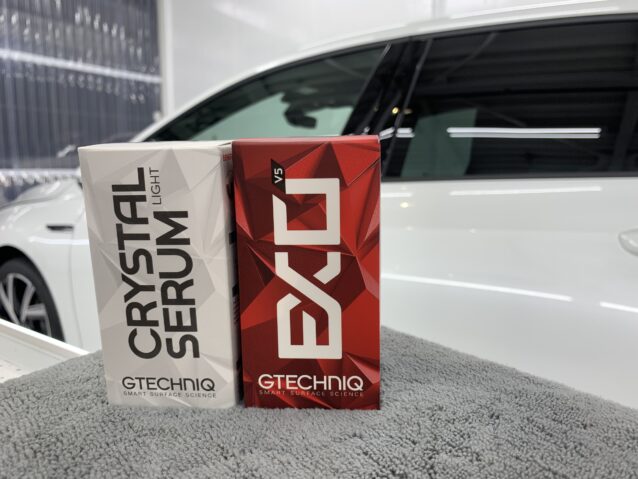 CRYSTAL
SERUM
LIGHT
GTECHNIQ
SMART SURFACE SCIENCE
EXO
V5
GTECHNIQ
SMART SURFACE SCIENCE